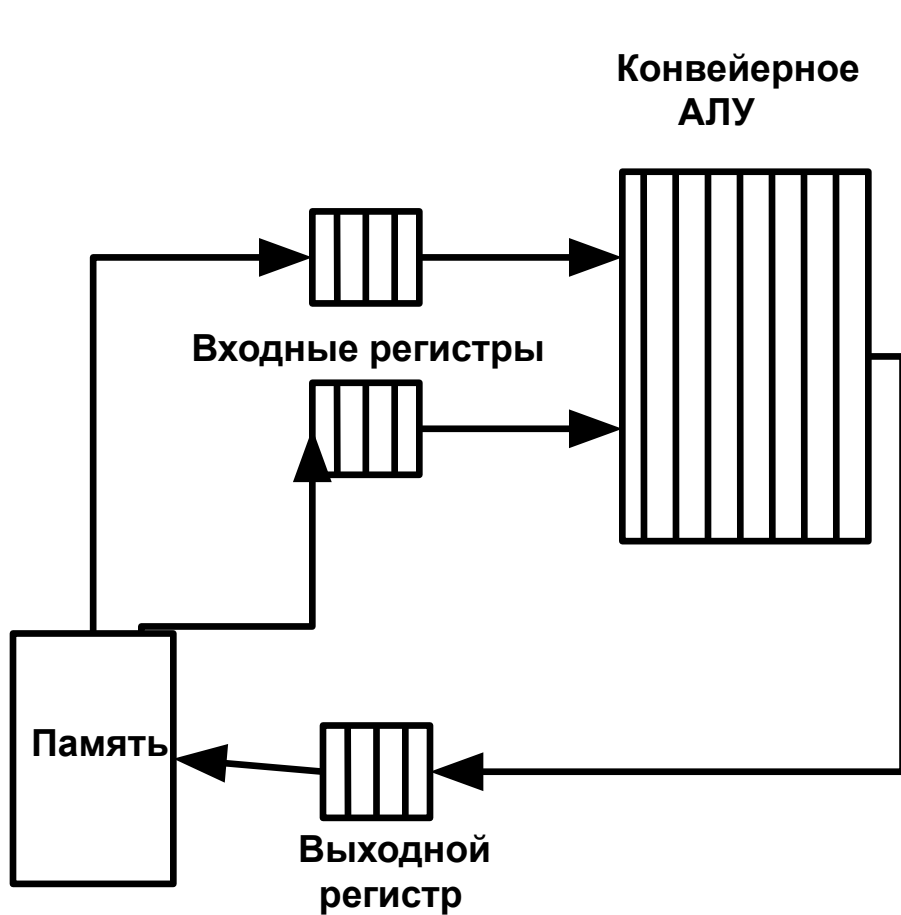 Конвейерное
АЛУ
Входные регистры
Память
Выходной
регистр